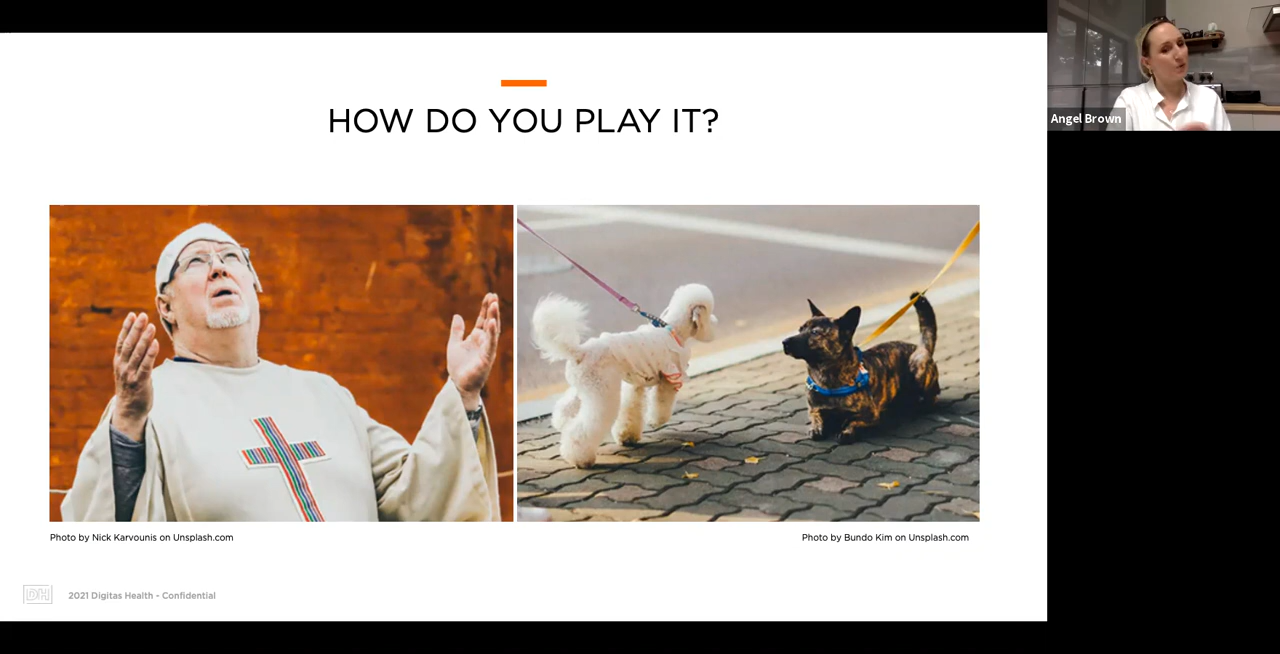 HOW DO YOU PLAY IT?
Angel Brown
Photo by Nick Karvounis on Unsplash.com
Photo by Bundo Kim on Unsplash.com
DH
2021 Digitas Health - Confidential